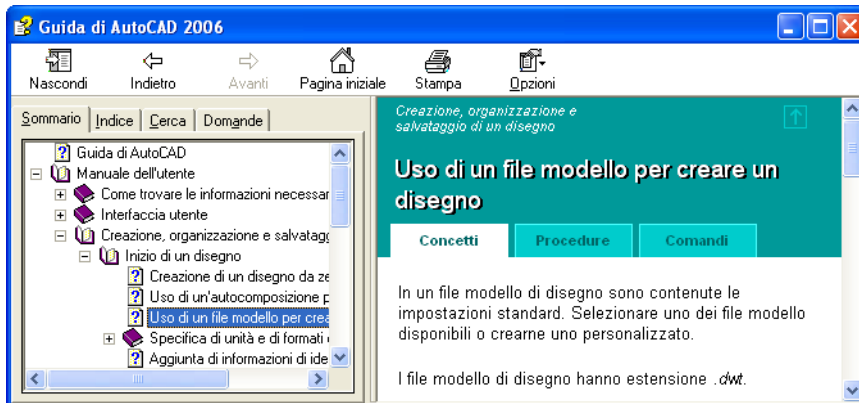 Guida di AutoCAD 2006
Nascondi Indietro Avanti Pagina iniziale Stampa Opzioni
Sommario Indice Cerca Domande
Guida di AutoCAD
Manuale dell'utente
Come trovare le informazioni necessar
Interfaccia utente
Creazione, organizzazione e salvatagg
Inizio di un disegno
Creazione di un disegno da ze
Uso di un'autocomposizione p
Uso di un file modello per crea
Specifica di unità e di formati
Aggiunta di informazioni di ide
Creazione, organizzazione e
salvataggio di un disegno
Uso di un file modello per creare un
disegno
Concetti Procedure Comandi
In un file modello di disegno sono contenute le
impostazioni standard. Selezionare uno dei file modello
disponibili o crearne uno personalizzato.
I file modello di disegno hanno estensione .dwt.